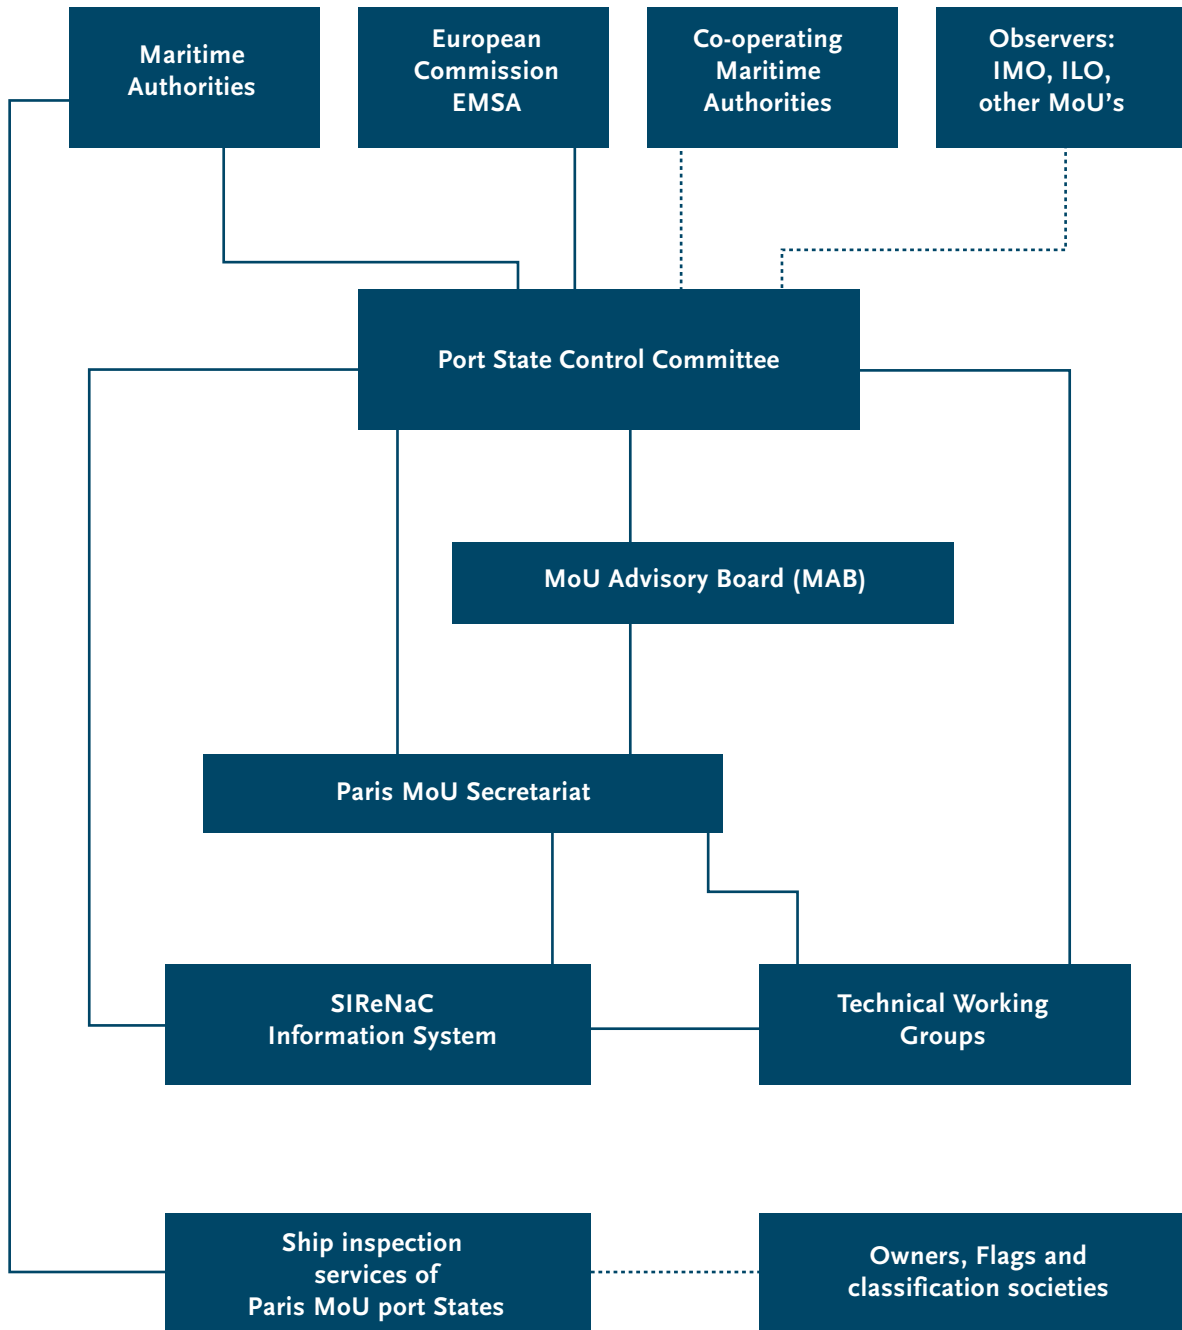 Maritime
Authorities
European
Commission
EMSA
Co-operating
Maritime
Authorities
Observers:
IMO, ILO,
other MoU’s
Port State Control Committee
MoU Advisory Board (MAB)
Paris MoU Secretariat
SIReNaC
Information System
Technical Working
Groups
Ship inspection
services of
Paris MoU port States
Owners, Flags and
classification societies